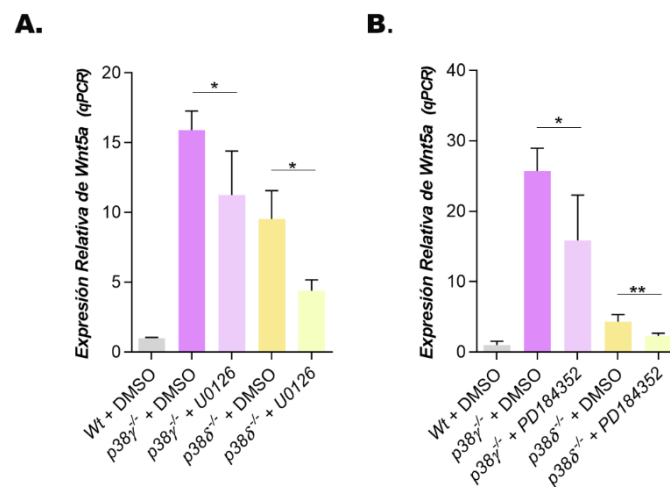 A.
Expresión Relativa de Wnt5a (qPCR)
20
15
10
5
0
*
*
Wt + DMSO
p38γ-/- + DMSO
p38γ-/- + U0126
p38δ-/- + DMSO
p38δ-/- + U0126
B.
Expresión Relativa de Wnt5a (qPCR)
40
30
20
10
0
*
**
Wt + DMSO
p38γ-/- + DMSO
p38γ-/- + PD184352
p38δ-/- + DMSO
p38δ-/- + PD184352